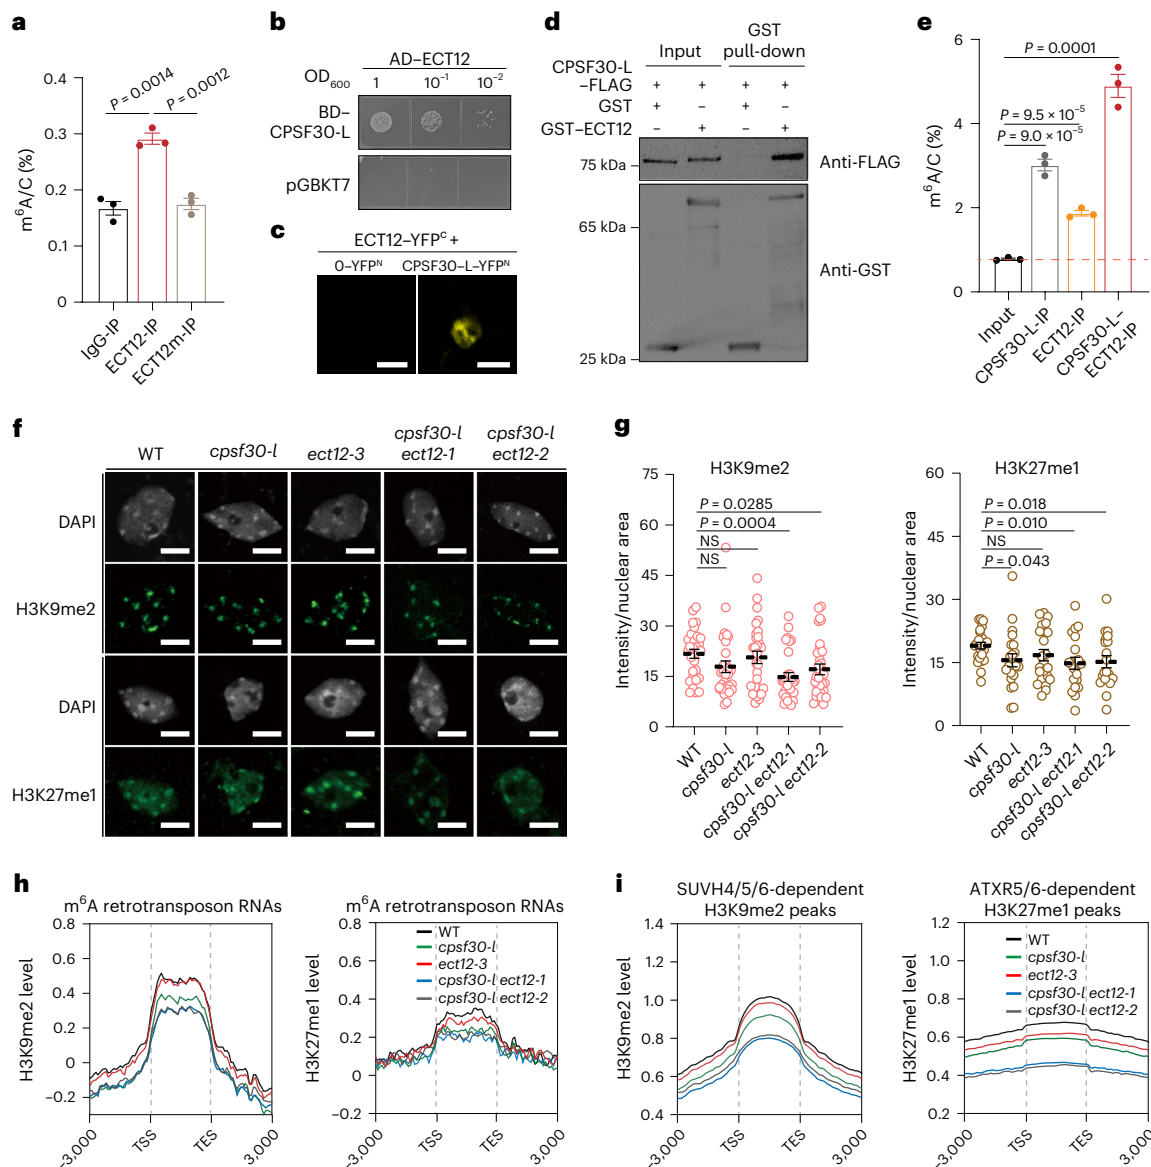 a
m⁶A/C (%)
0.4
0.3
0.2
0.1
0
P = 0.0014
P = 0.0012
IgG-IP
ECT12-IP
ECT12m-IP
b
AD–ECT12
OD₆₀₀
1
10⁻¹
10⁻²
BD–
CPSF30-L
pGBKT7
c
ECT12–YFPᶜ +
0–YFPᴺ
CPSF30–L–YFPᴺ
d
Input
GST
pull-down
CPSF30-L
–FLAG
+ + + +
GST
+ – + –
GST–ECT12
– + – +
75 kDa
Anti-FLAG
65 kDa
Anti-GST
25 kDa
e
m⁶A/C (%)
6
4
2
0
P = 0.0001
P = 9.5 × 10⁻⁵
P = 9.0 × 10⁻⁵
Input
CPSF30-L-IP
ECT12-IP
CPSF30-L–
ECT12-IP
f
WT
cpsf30-l
ect12-3
cpsf30-l
ect12-1
cpsf30-l
ect12-2
DAPI
H3K9me2
DAPI
H3K27me1
g
H3K9me2
Intensity/nuclear area
75
60
45
30
15
0
P = 0.0285
P = 0.0004
NS
NS
WT
cpsf30-l
ect12-3
cpsf30-l ect12-1
cpsf30-l ect12-2
H3K27me1
Intensity/nuclear area
60
45
30
15
0
P = 0.018
P = 0.010
NS
P = 0.043
WT
cpsf30-l
ect12-3
cpsf30-l ect12-1
cpsf30-l ect12-2
h
m⁶A retrotransposon RNAs
H3K9me2 level
0.8
0.6
0.4
0.2
0
–0.2
–3,000
TSS
TES
3,000
m⁶A retrotransposon RNAs
H3K27me1 level
0.8
0.6
0.4
0.2
0
–0.2
WT
cpsf30-l
ect12-3
cpsf30-l ect12-1
cpsf30-l ect12-2
–3,000
TSS
TES
3,000
i
SUVH4/5/6-dependent
H3K9me2 peaks
H3K9me2 level
1.4
1.2
1.0
0.8
0.6
0.4
–3,000
TSS
TES
3,000
ATXR5/6-dependent
H3K27me1 peaks
H3K27me1 level
1.2
1.0
0.8
0.6
0.4
0.2
WT
cpsf30-l
ect12-3
cpsf30-l ect12-1
cpsf30-l ect12-2
–3,000
TSS
TES
3,000